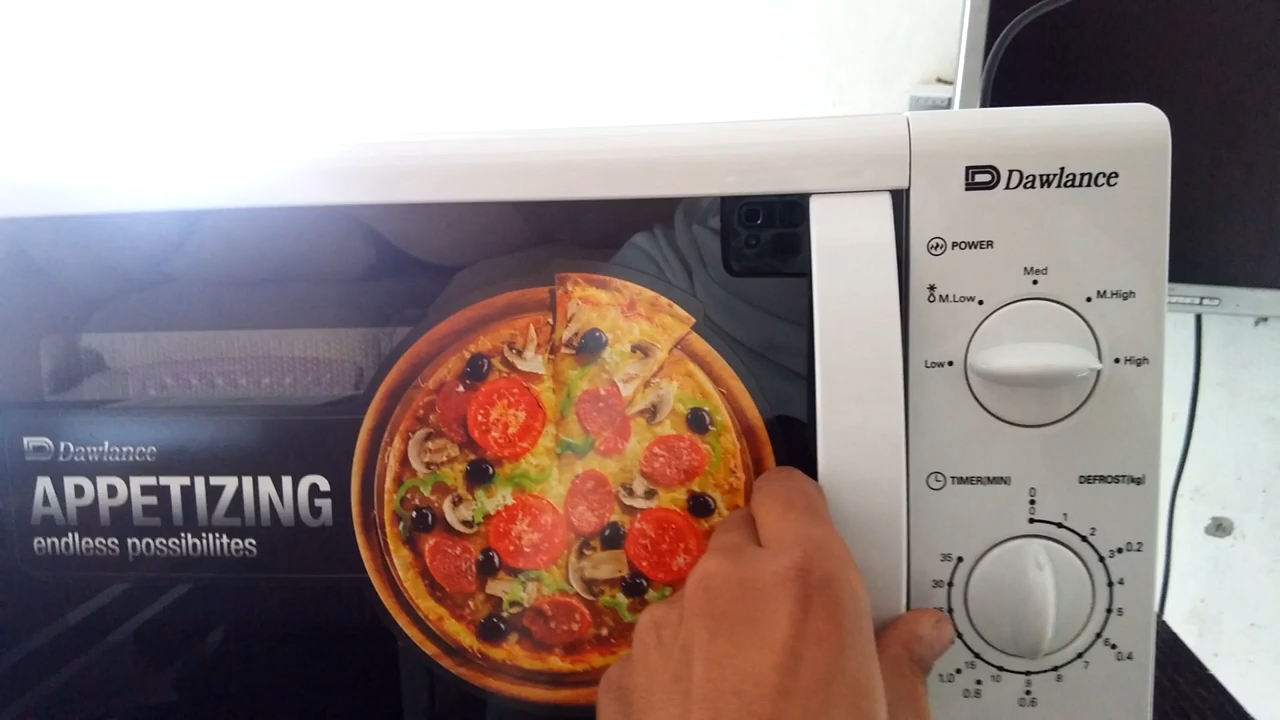 Dawlance
POWER
Med
M.Low
M.High
Low
High
Dawlance
APPETIZING
endless possibilites
TIMER(MIN)
DEFROST(kg)
0
0
1
2
3
0.2
4
5
6
0.4
7
8
9
0.6
10
0.8
15
1.0
30
35